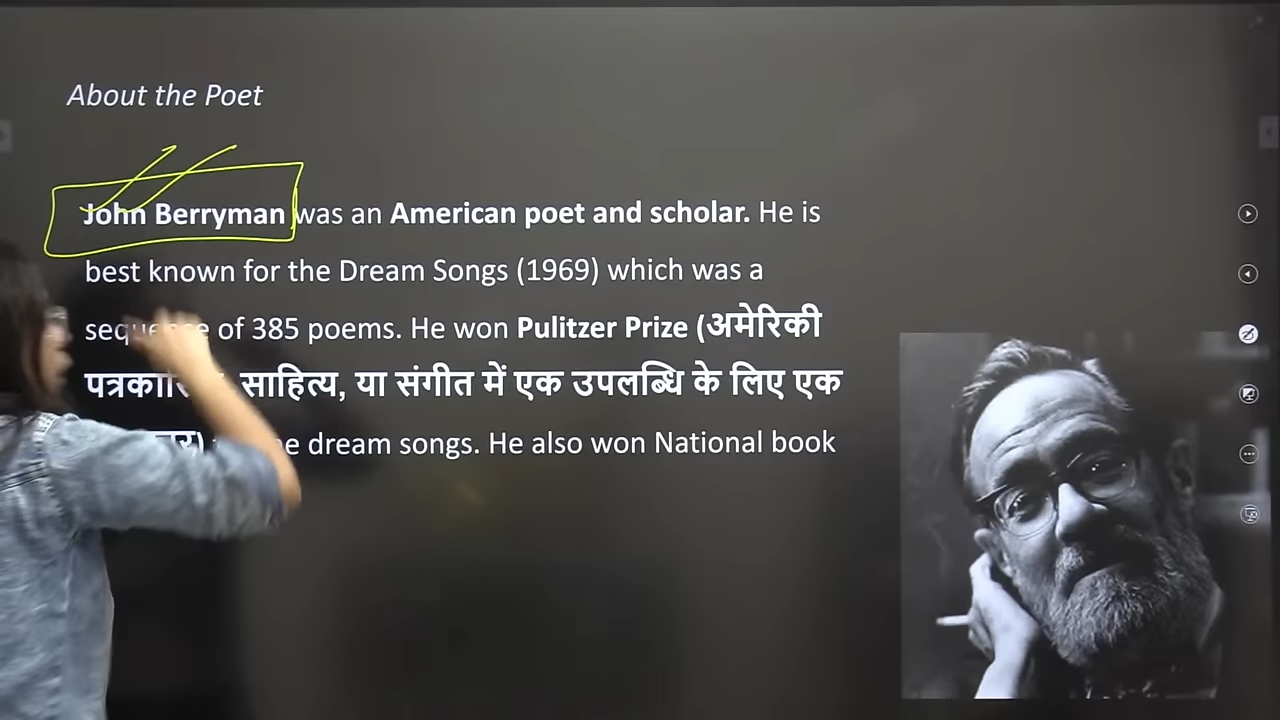 About the Poet
John Berryman was an American poet and scholar. He is
best known for the Dream Songs (1969) which was a
of 385 poems. He won Pulitzer Prize (अमेरिकी
साहित्य, या संगीत में एक उपलब्धि के लिए एक
dream songs. He also won National book